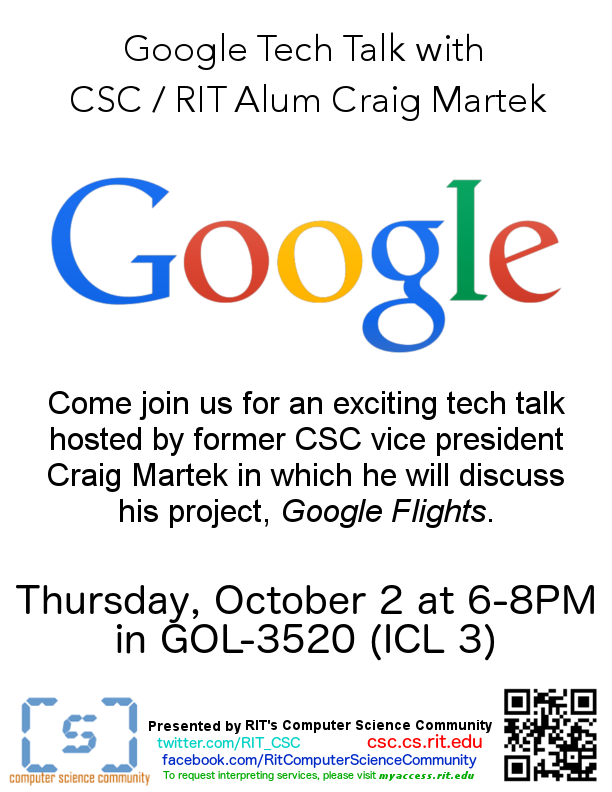 Google Tech Talk with
CSC / RIT Alum Craig Martek
Google
Come join us for an exciting tech talk
hosted by former CSC vice president
Craig Martek in which he will discuss
his project, Google Flights.
Thursday, October 2 at 6-8PM
in GOL-3520 (ICL 3)
[s]
computer science community
Presented by RIT's Computer Science Community
twitter.com/RIT_CSC csc.cs.rit.edu
facebook.com/RitComputerScienceCommunity
To request interpreting services, please visit myaccess.rit.edu